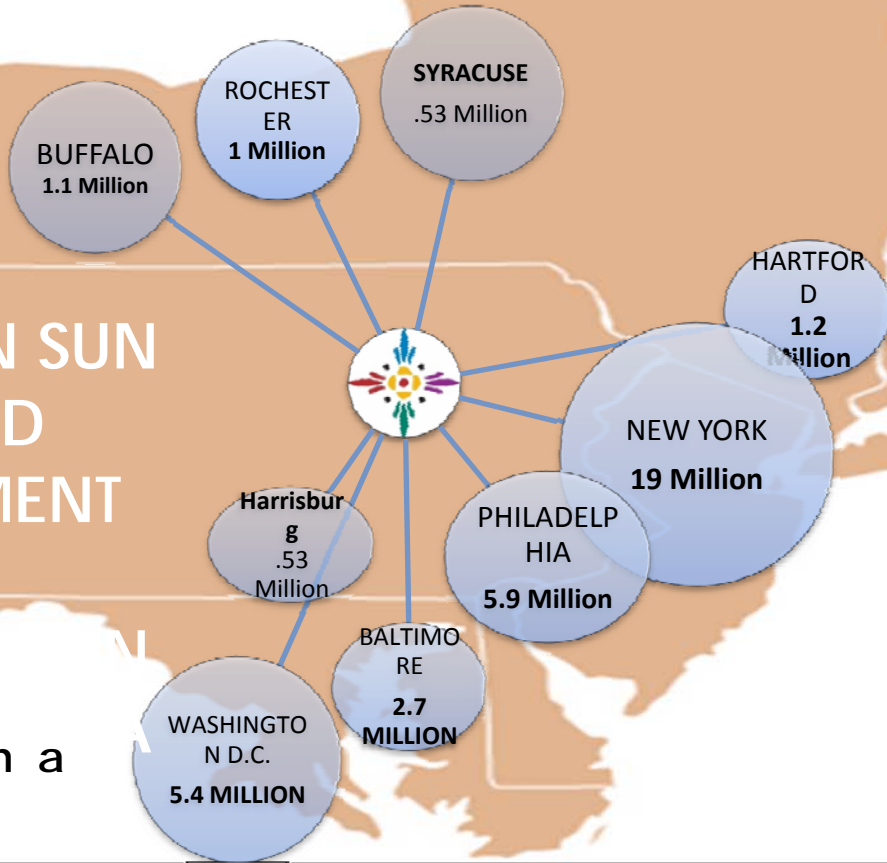 SYRACUSE
.53 Million
ROCHEST
ER
1 Million
BUFFALO
1.1 Million
HARTFOR
D
1.2
Million
N SUN
D
MENT
N
A
n a
NEW YORK
19 Million
PHILADELP
HIA
5.9 Million
Harrisbur
g
.53
Million
BALTIMO
RE
2.7
MILLION
WASHINGTO
N D.C.
5.4 MILLION